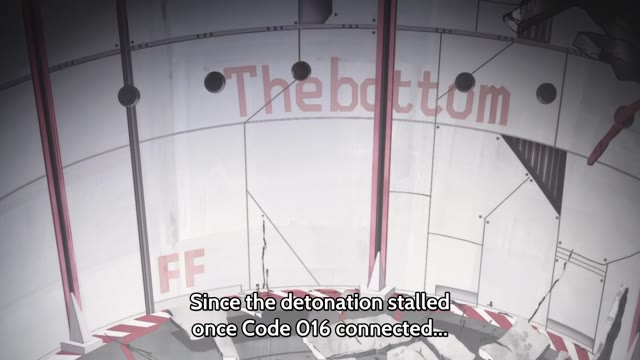 Thebottom
FF
Since the detonation stalled
once Code 016 connected...